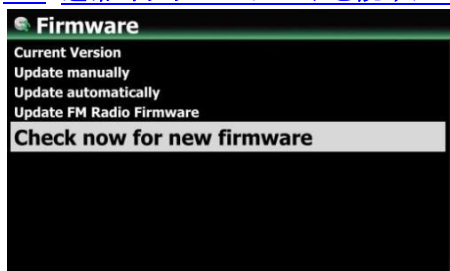 Firmware
Current Version
Update manually
Update automatically
Update FM Radio Firmware
Check now for new firmware